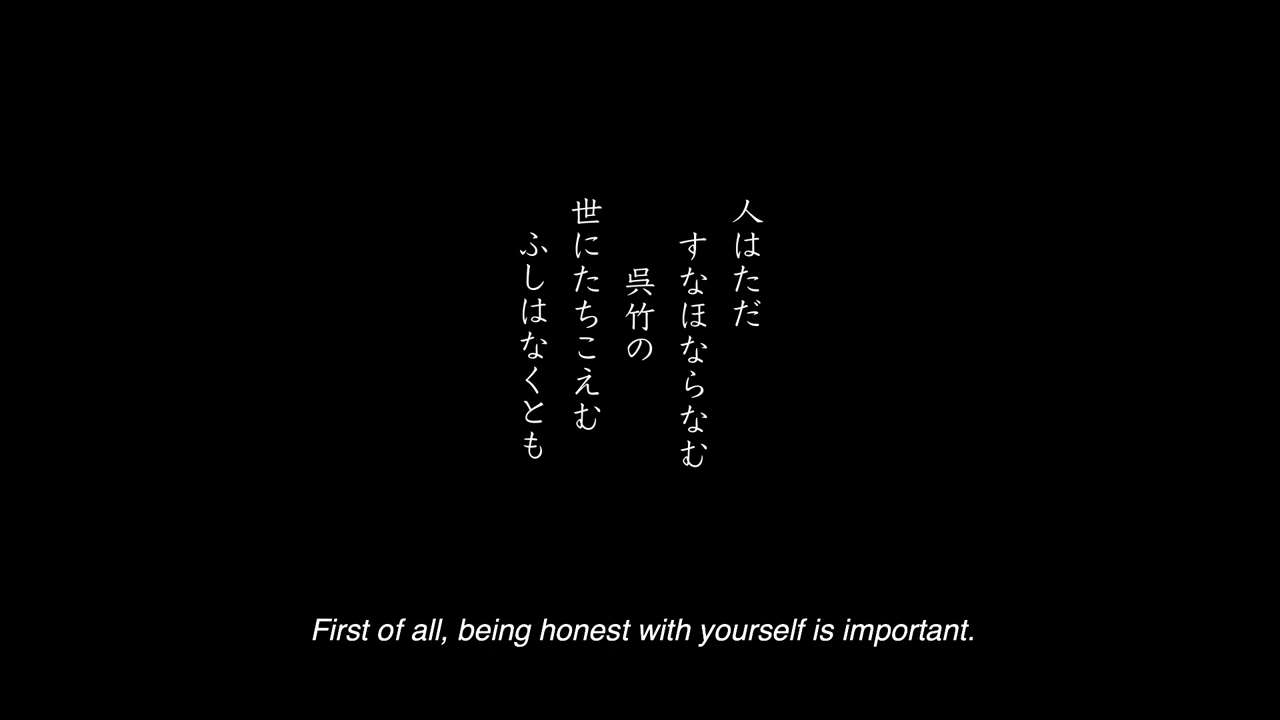 人はただ
すなほならなむ
呉竹の
世にたちこえむ
ふしはなくとも
First of all, being honest with yourself is important.